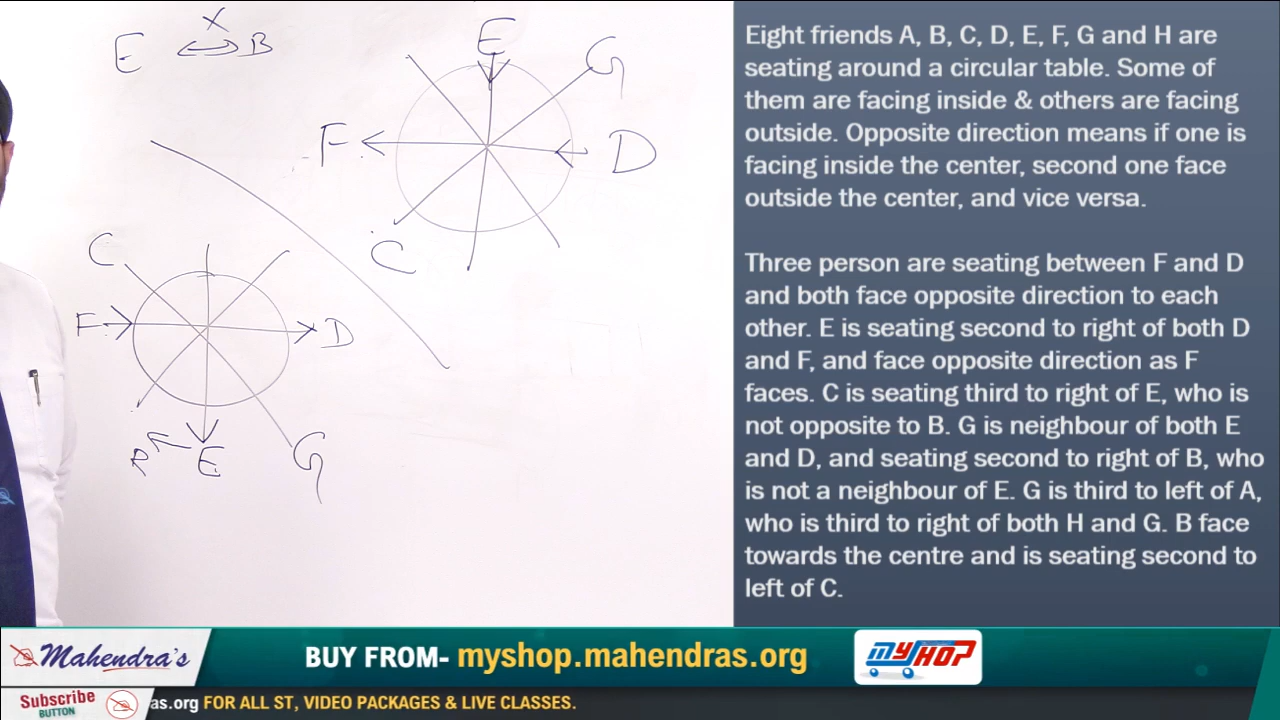 E
X
B
E
G
F
D
C
C
F
D
E
G
Eight friends A, B, C, D, E, F, G and H are
seating around a circular table. Some of
them are facing inside & others are facing
outside. Opposite direction means if one is
facing inside the center, second one face
outside the center, and vice versa.
Three person are seating between F and D
and both face opposite direction to each
other. E is seating second to right of both D
and F, and face opposite direction as F
faces. C is seating third to right of E, who is
not opposite to B. G is neighbour of both E
and D, and seating second to right of B, who
is not a neighbour of E. G is third to left of A,
who is third to right of both H and G. B face
towards the centre and is seating second to
left of C.
Mahendra's
BUY FROM- myshop.mahendras.org
MY HOP
Subscribe
BUTTON
as.org FOR ALL ST, VIDEO PACKAGES & LIVE CLASSES.